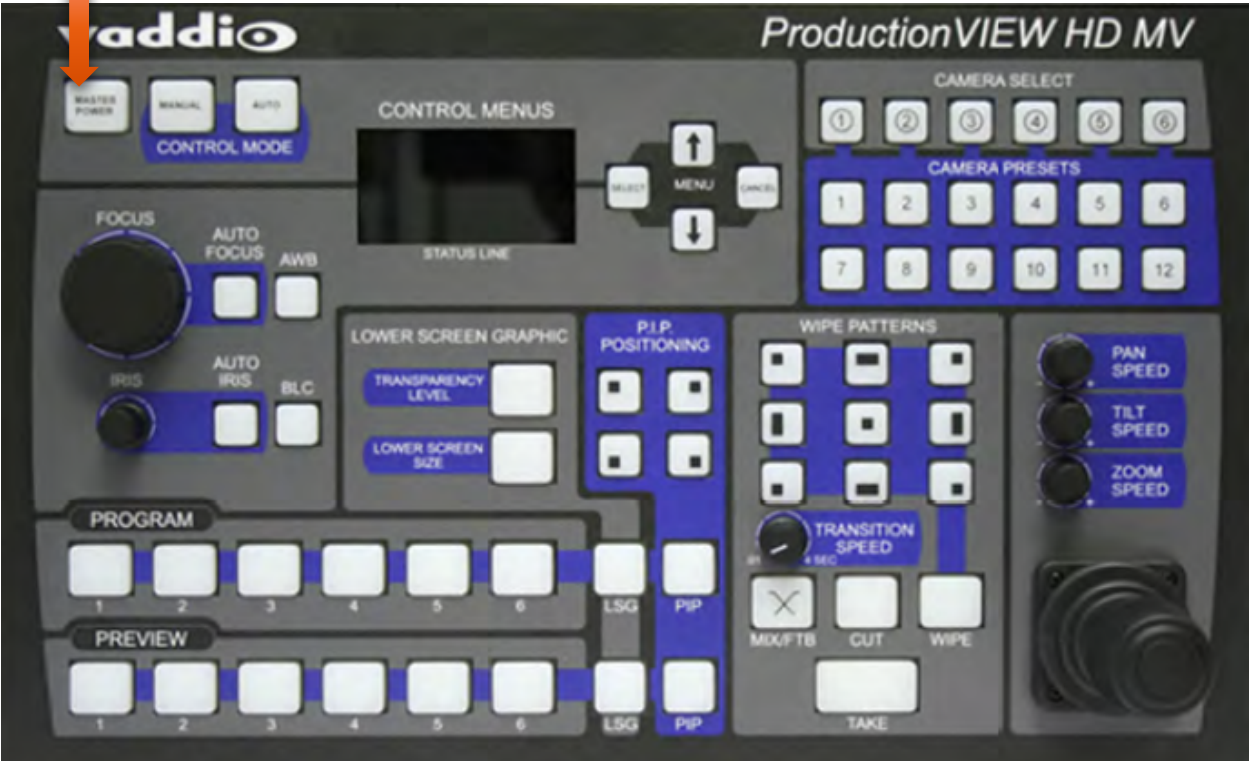 vaddio
ProductionVIEW HD MV
MASTER
POWER
MANUAL
AUTO
CONTROL MODE
CONTROL MENUS
STATUS LINE
SELECT
MENU
CANCEL
CAMERA SELECT
1 2 3 4 5 6
CAMERA PRESETS
1 2 3 4 5 6
7 8 9 10 11 12
FOCUS
AUTO
FOCUS
AWB
IRIS
AUTO
IRIS
BLC
LOWER SCREEN GRAPHIC
TRANSPARENCY
LEVEL
LOWER SCREEN
SIZE
P.I.P.
POSITIONING
WIPE PATTERNS
TRANSITION
SPEED
4 SEC
MIX/FTB
CUT
WIPE
TAKE
PAN
SPEED
- +
TILT
SPEED
- +
ZOOM
SPEED
- +
PROGRAM
1 2 3 4 5 6 LSG PIP
PREVIEW
1 2 3 4 5 6 LSG PIP